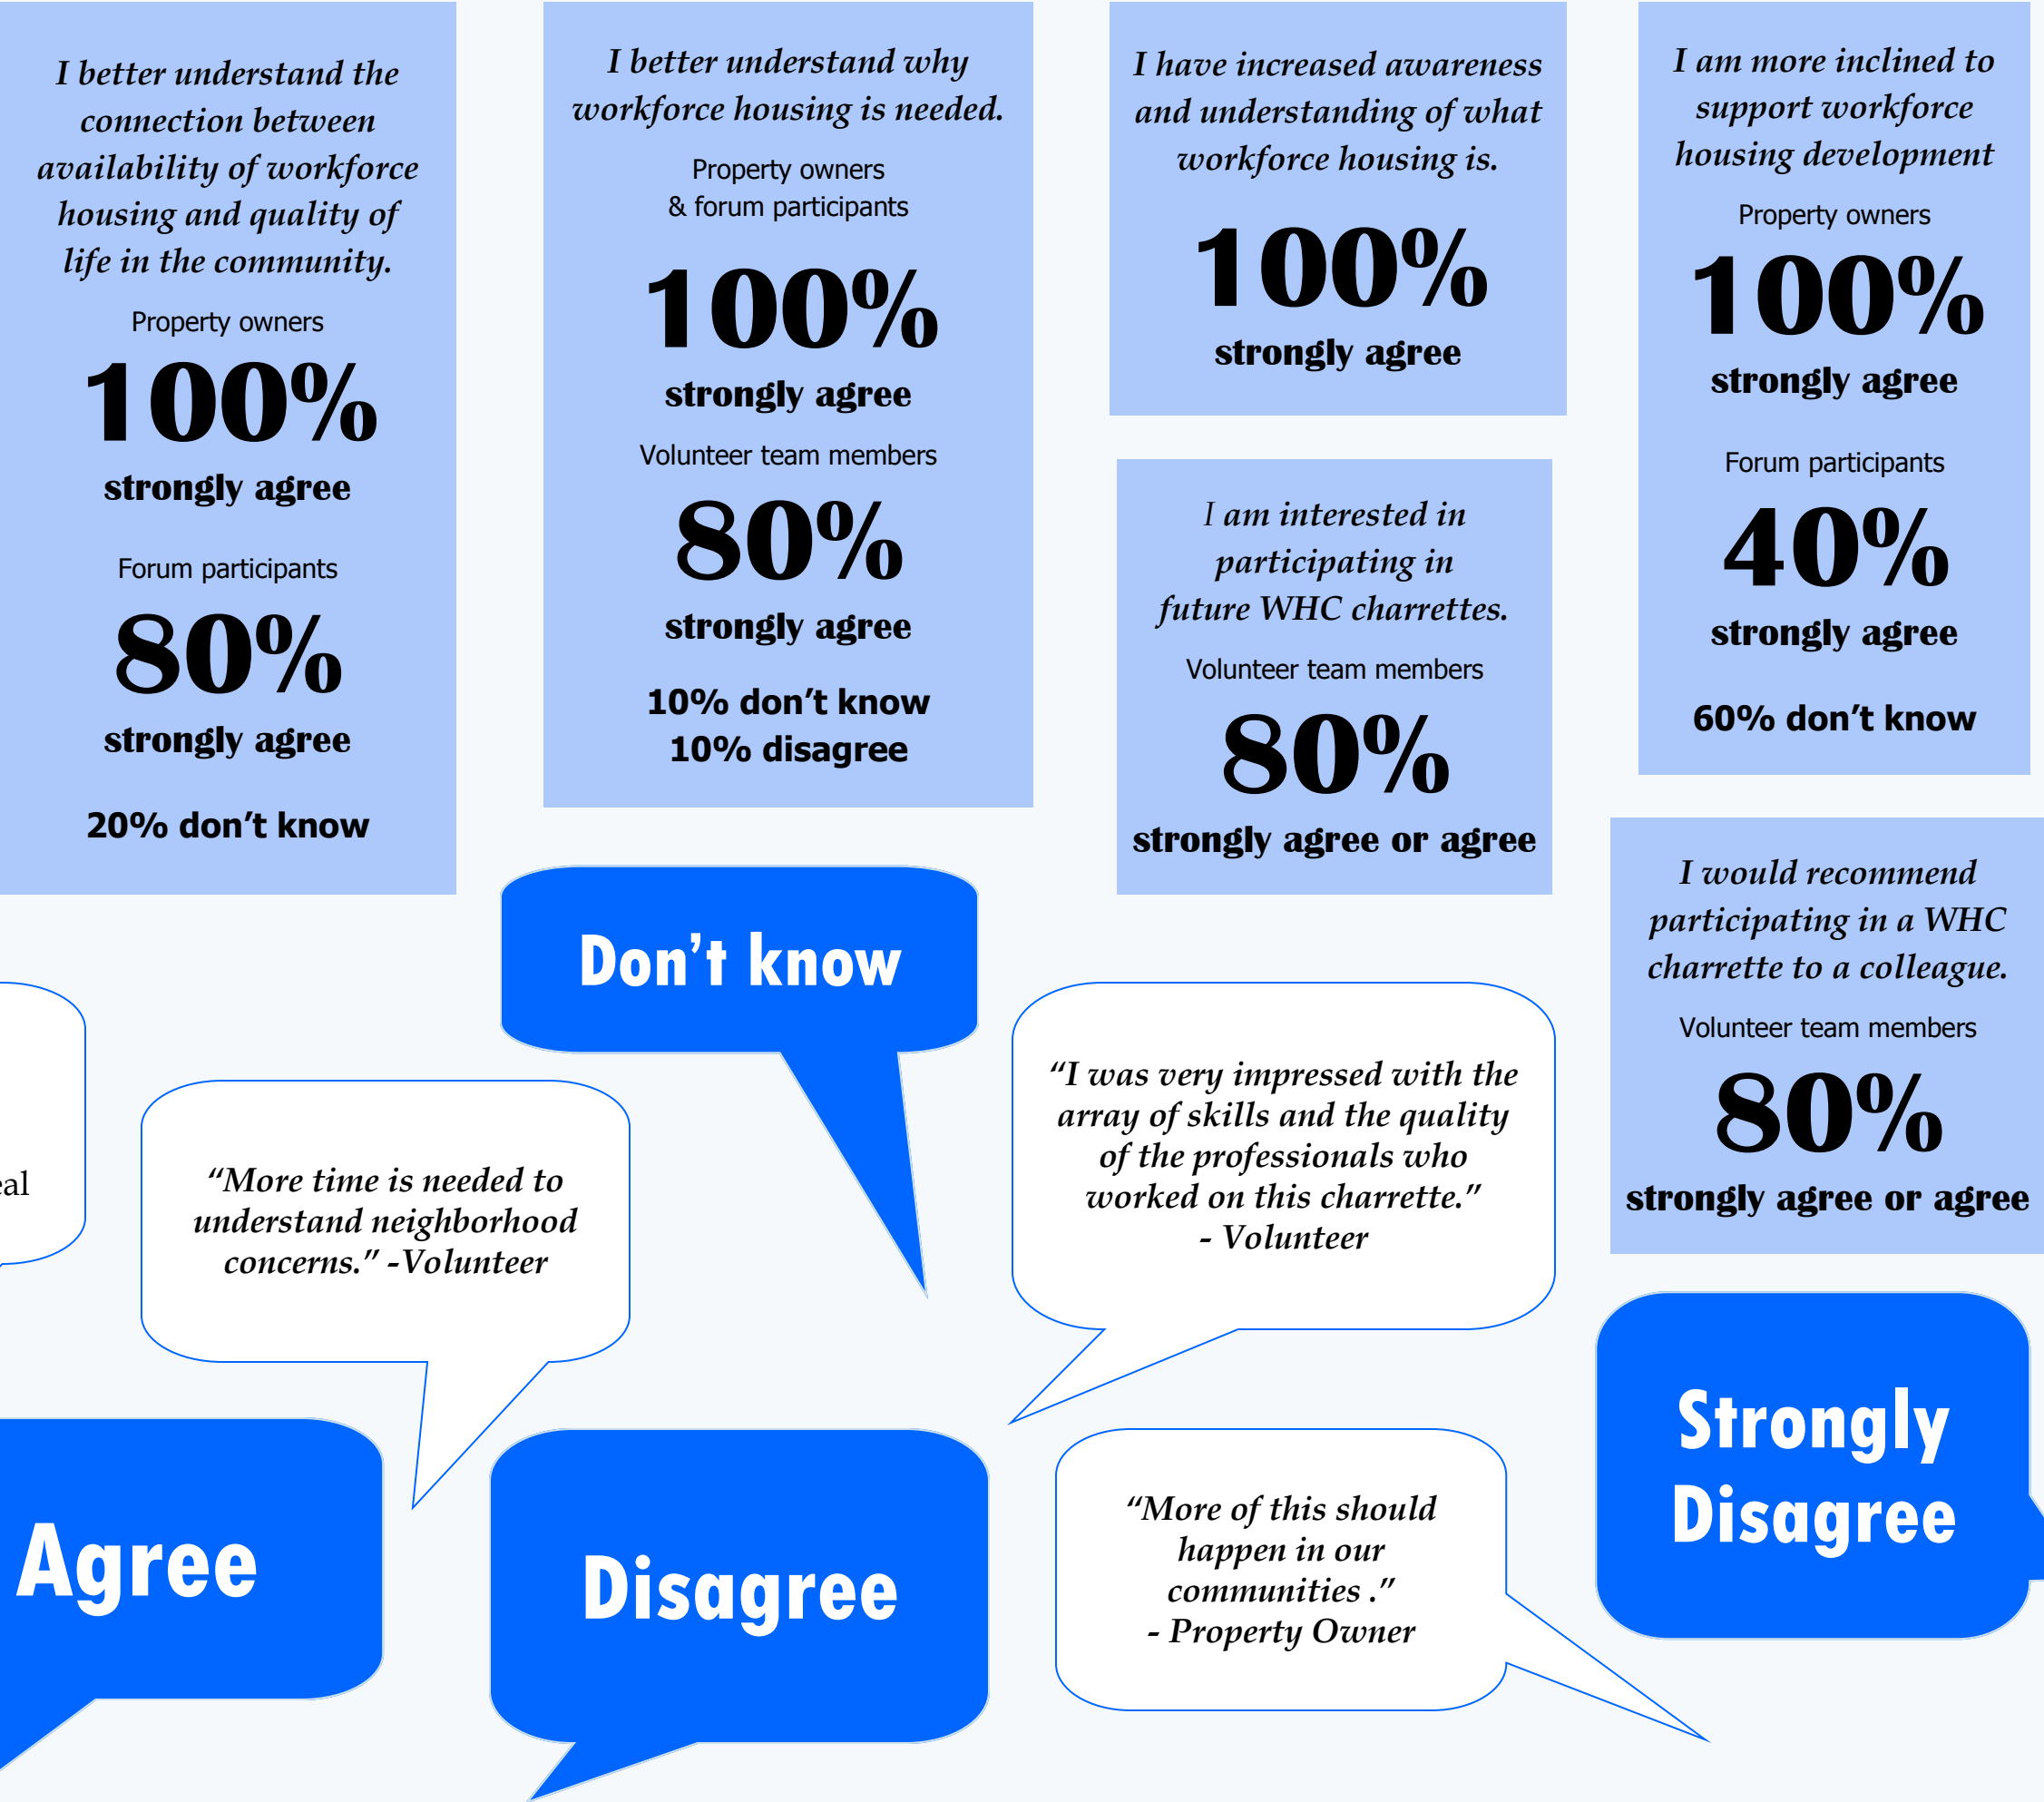 I better understand the
connection between
availability of workforce
housing and quality of
life in the community.
Property owners
100%
strongly agree
Forum participants
80%
strongly agree
20% don’t know
I better understand why
workforce housing is needed.
Property owners
& forum participants
100%
strongly agree
Volunteer team members
80%
strongly agree
10% don’t know
10% disagree
I have increased awareness
and understanding of what
workforce housing is.
100%
strongly agree
I am interested in
participating in
future WHC charrettes.
Volunteer team members
80%
strongly agree or agree
I am more inclined to
support workforce
housing development
Property owners
100%
strongly agree
Forum participants
40%
strongly agree
60% don’t know
I would recommend
participating in a WHC
charrette to a colleague.
Volunteer team members
80%
strongly agree or agree
Don’t know
“More time is needed to
understand neighborhood
concerns.” -Volunteer
“I was very impressed with the
array of skills and the quality
of the professionals who
worked on this charrette.”
- Volunteer
Agree
Disagree
“More of this should
happen in our
communities .”
- Property Owner
Strongly
Disagree